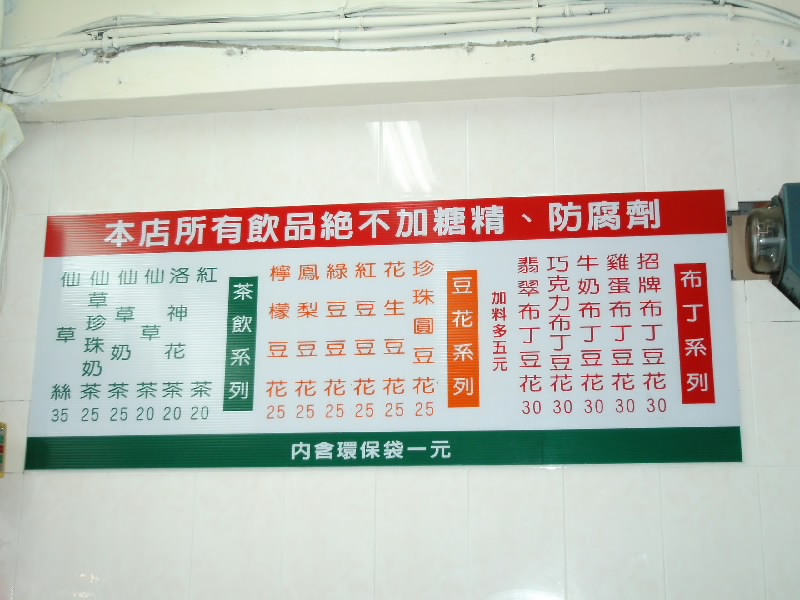 本店所有飲品絕不加糖精、防腐劑
布丁系列
招牌布丁豆花 30
雞蛋布丁豆花 30
牛奶布丁豆花 30
巧克力布丁豆花 30
翡翠布丁豆花 30
加料多五元
豆花系列
珍珠圓豆花 25
花生豆花 25
紅豆豆花 25
綠豆豆花 25
鳳梨豆花 25
檸檬豆花 25
茶飲系列
紅茶 20
洛神花茶 20
仙草茶 20
仙草奶茶 25
仙草珍珠奶茶 25
仙草絲 35
內含環保袋一元